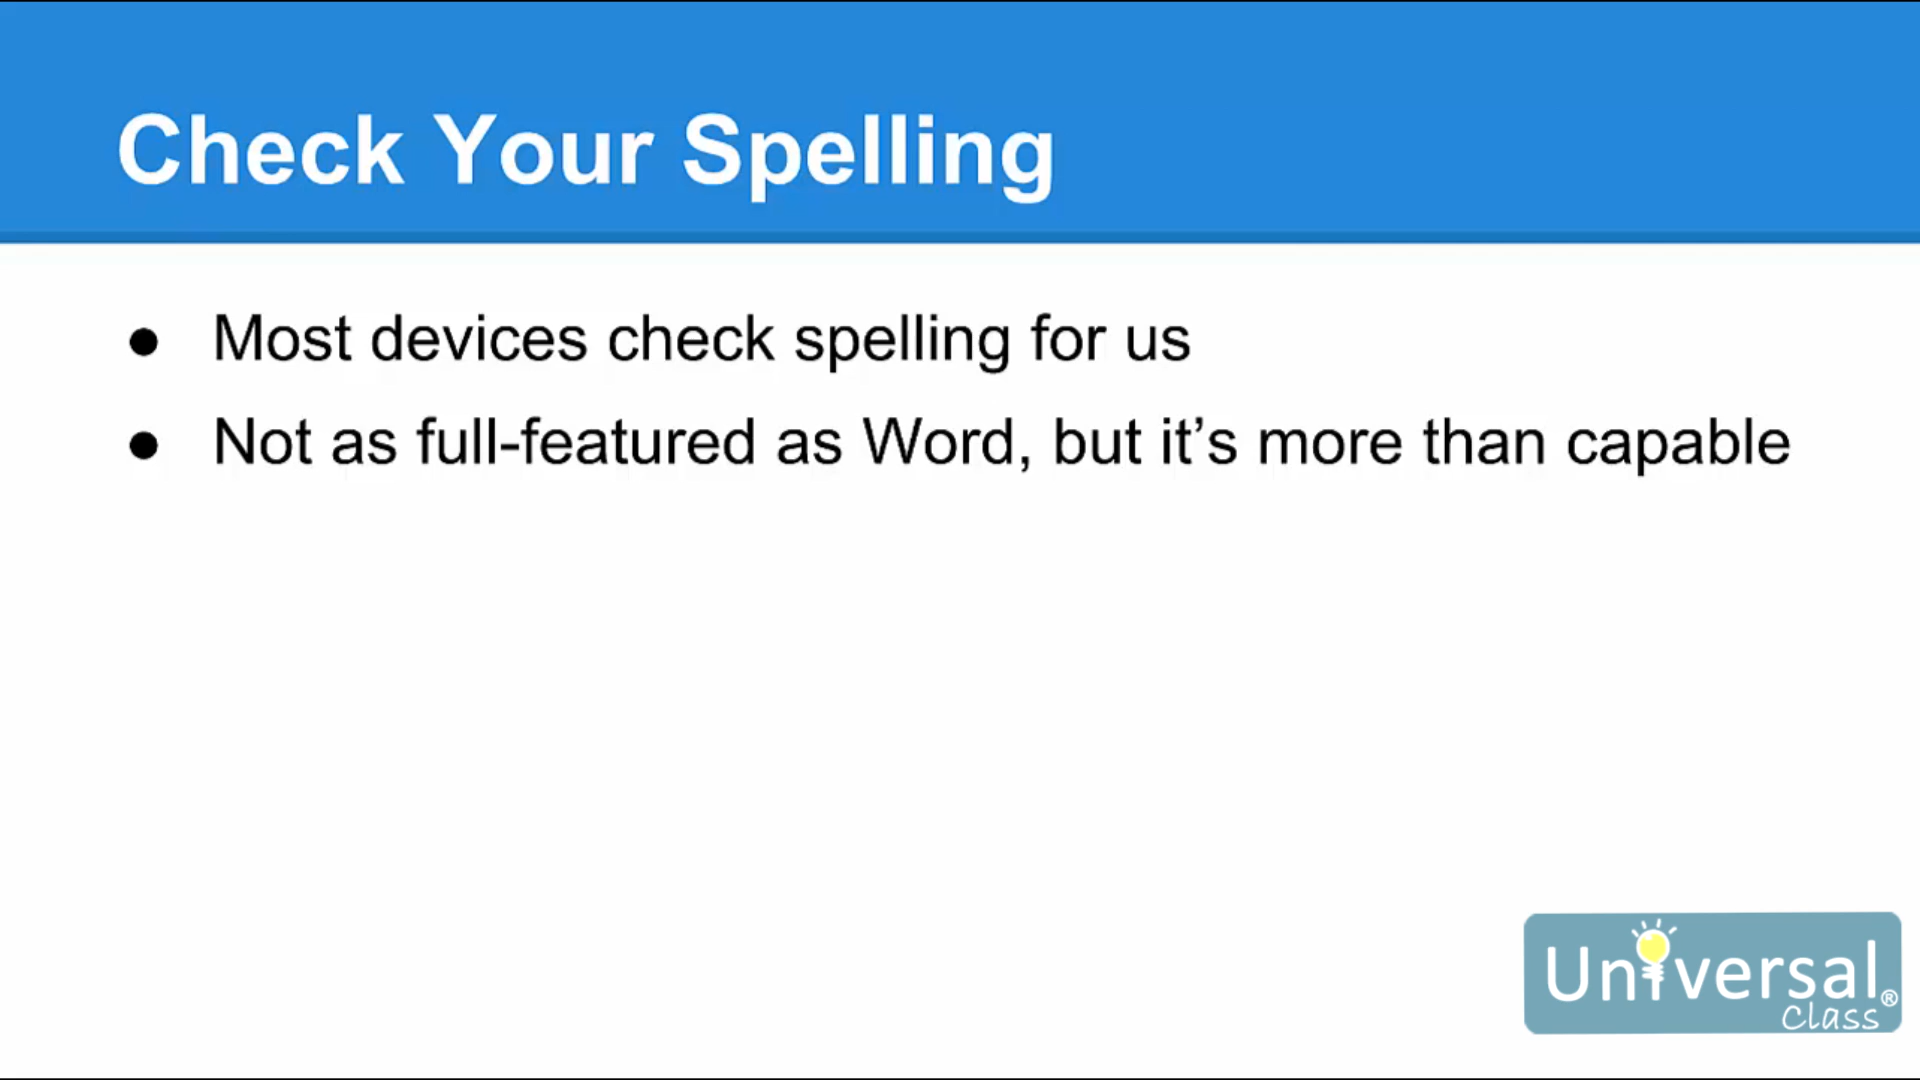 Check Your Spelling
● Most devices check spelling for us
● Not as full-featured as Word, but it’s more than capable
Universal®
Class